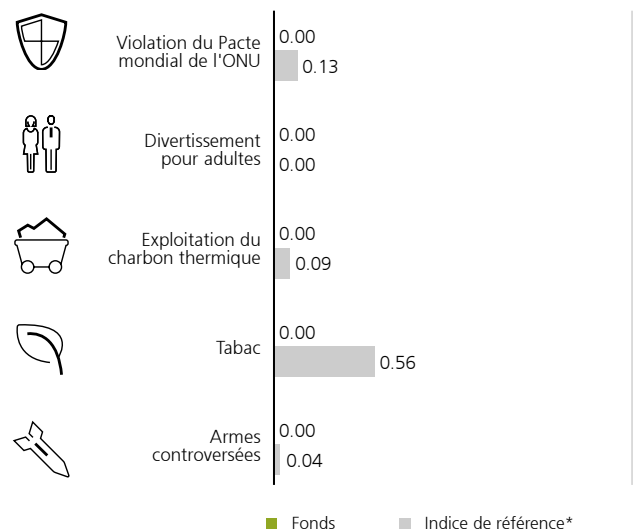 Violation du Pacte
mondial de l'ONU
0.00
0.13
Divertissement
pour adultes
0.00
0.00
Exploitation du
charbon thermique
0.00
0.09
Tabac
0.00
0.56
Armes
controversées
0.00
0.04
Fonds
Indice de référence*